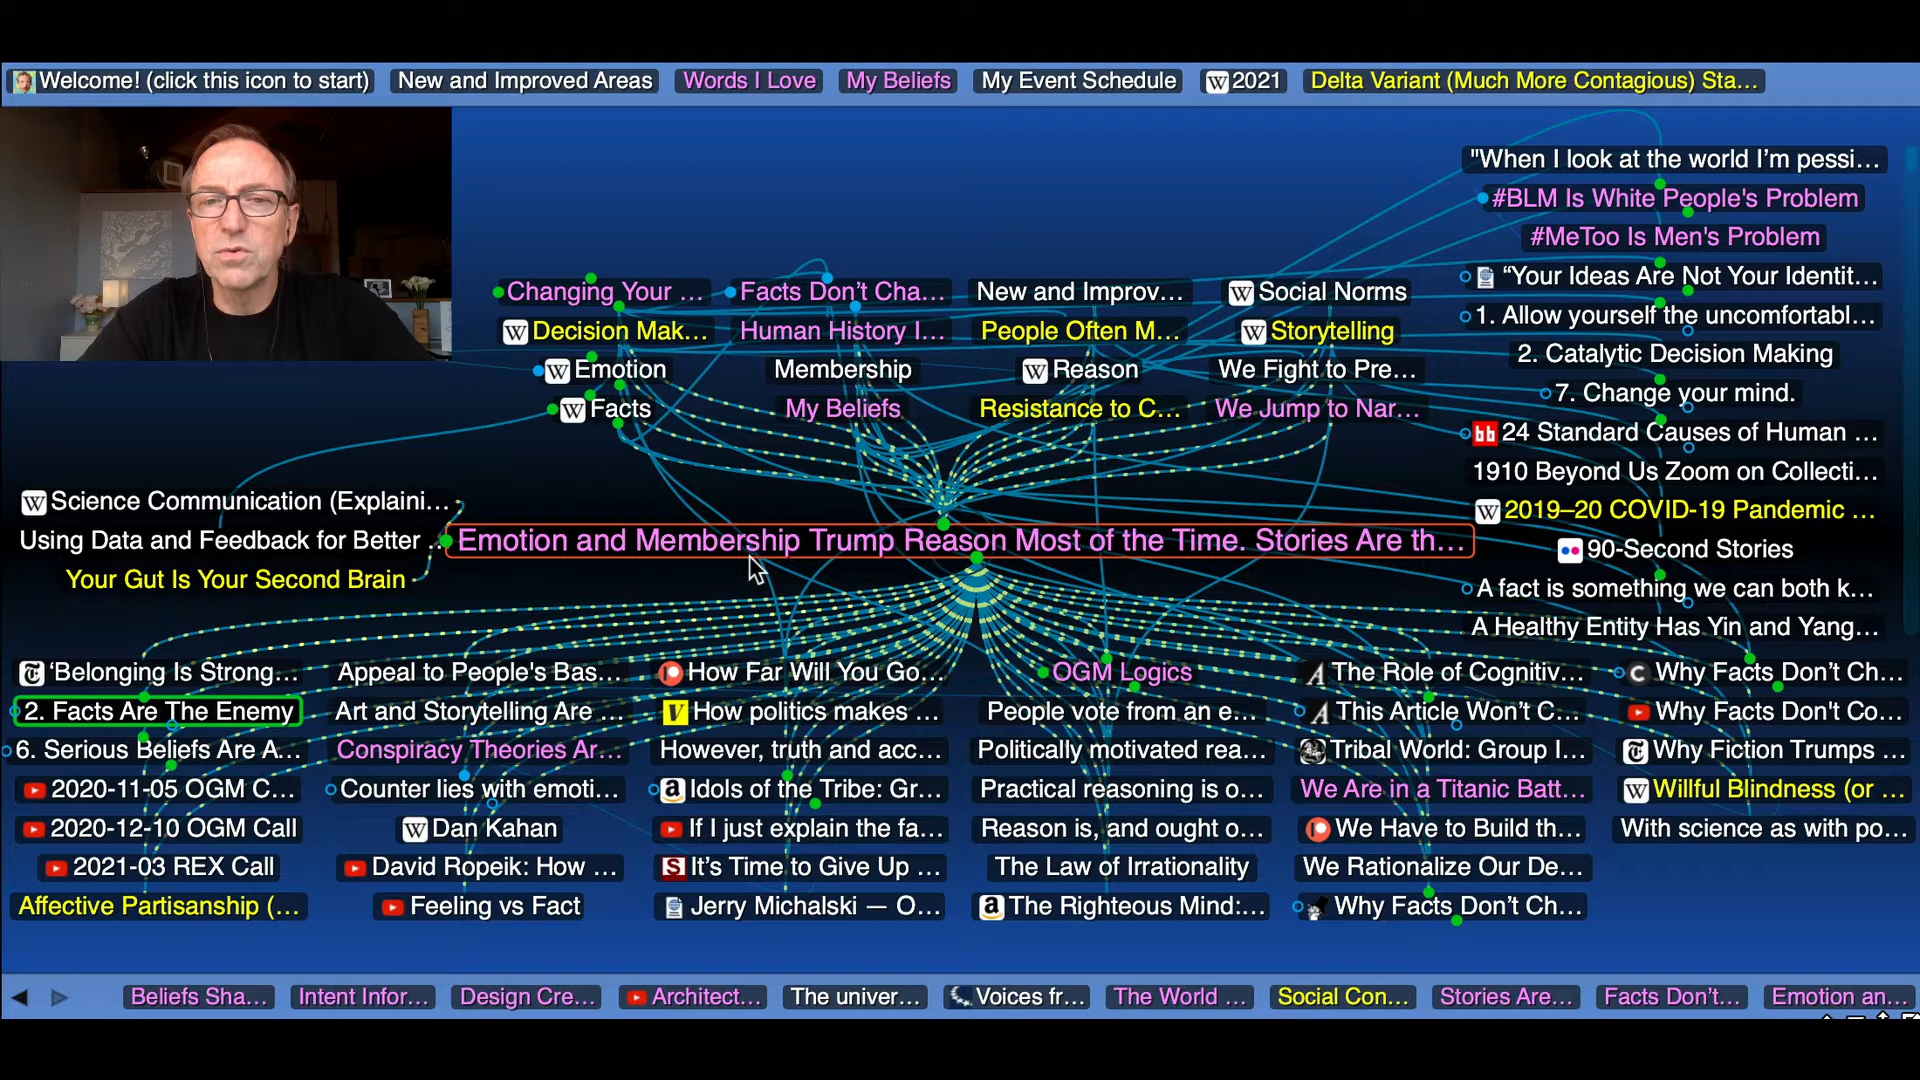 Welcome! (click this icon to start) New and Improved Areas Words I Love My Beliefs My Event Schedule W 2021 Delta Variant (Much More Contagious) Sta...
"When I look at the world I'm pessi...
#BLM Is White People's Problem
#MeToo Is Men's Problem
“Your Ideas Are Not Your Identit...
1. Allow yourself the uncomfortabl...
2. Catalytic Decision Making
7. Change your mind.
bb 24 Standard Causes of Human ...
1910 Beyond Us Zoom on Collecti...
W 2019–20 COVID-19 Pandemic ...
90-Second Stories
A fact is something we can both k...
A Healthy Entity Has Yin and Yang...
Changing Your ... Facts Don’t Cha... New and Improv... W Social Norms
W Decision Mak... Human History I... People Often M... W Storytelling
W Emotion Membership W Reason We Fight to Pre...
W Facts My Beliefs Resistance to C... We Jump to Nar...
W Science Communication (Explaini...
Using Data and Feedback for Better ...
Your Gut Is Your Second Brain
Emotion and Membership Trump Reason Most of the Time. Stories Are th...
T ‘Belonging Is Strong... Appeal to People's Bas... How Far Will You Go... OGM Logics A The Role of Cognitiv... C Why Facts Don’t Ch...
2. Facts Are The Enemy Art and Storytelling Are ... V How politics makes ... People vote from an e... A This Article Won’t C... Why Facts Don't Co...
6. Serious Beliefs Are A... Conspiracy Theories Ar... However, truth and acc... Politically motivated rea... Tribal World: Group I... T Why Fiction Trumps ...
2020-11-05 OGM C... Counter lies with emoti... a Idols of the Tribe: Gr... Practical reasoning is o... We Are in a Titanic Batt... W Willful Blindness (or ...
2020-12-10 OGM Call W Dan Kahan If I just explain the fa... Reason is, and ought o... We Have to Build th... With science as with po...
2021-03 REX Call David Ropeik: How ... S It’s Time to Give Up ... The Law of Irrationality We Rationalize Our De...
Affective Partisanship (... Feeling vs Fact Jerry Michalski — O... a The Righteous Mind:... Why Facts Don’t Ch...
Beliefs Sha... Intent Infor... Design Cre... Architect... The univer... Voices fr... The World ... Social Con... Stories Are... Facts Don’t... Emotion an...